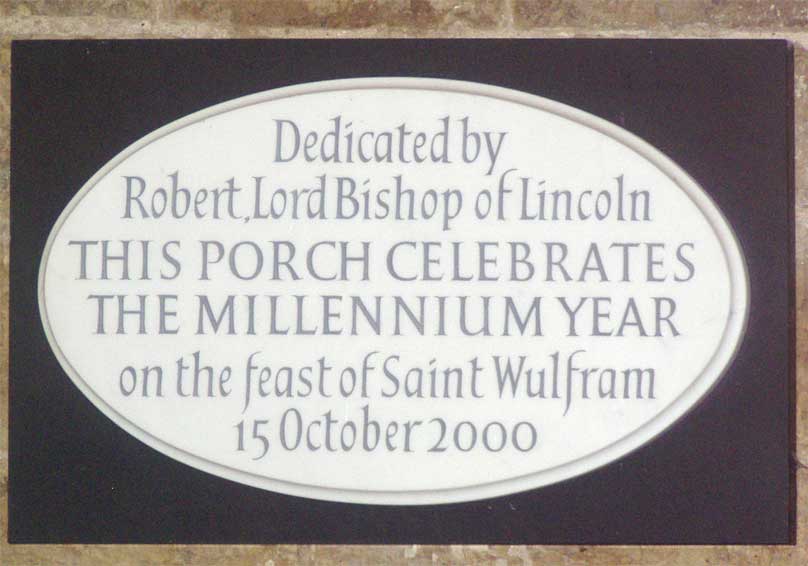 Dedicated by
Robert, Lord Bishop of Lincoln
THIS PORCH CELEBRATES
THE MILLENNIUM YEAR
on the feast of Saint Wulfram
15 October 2000